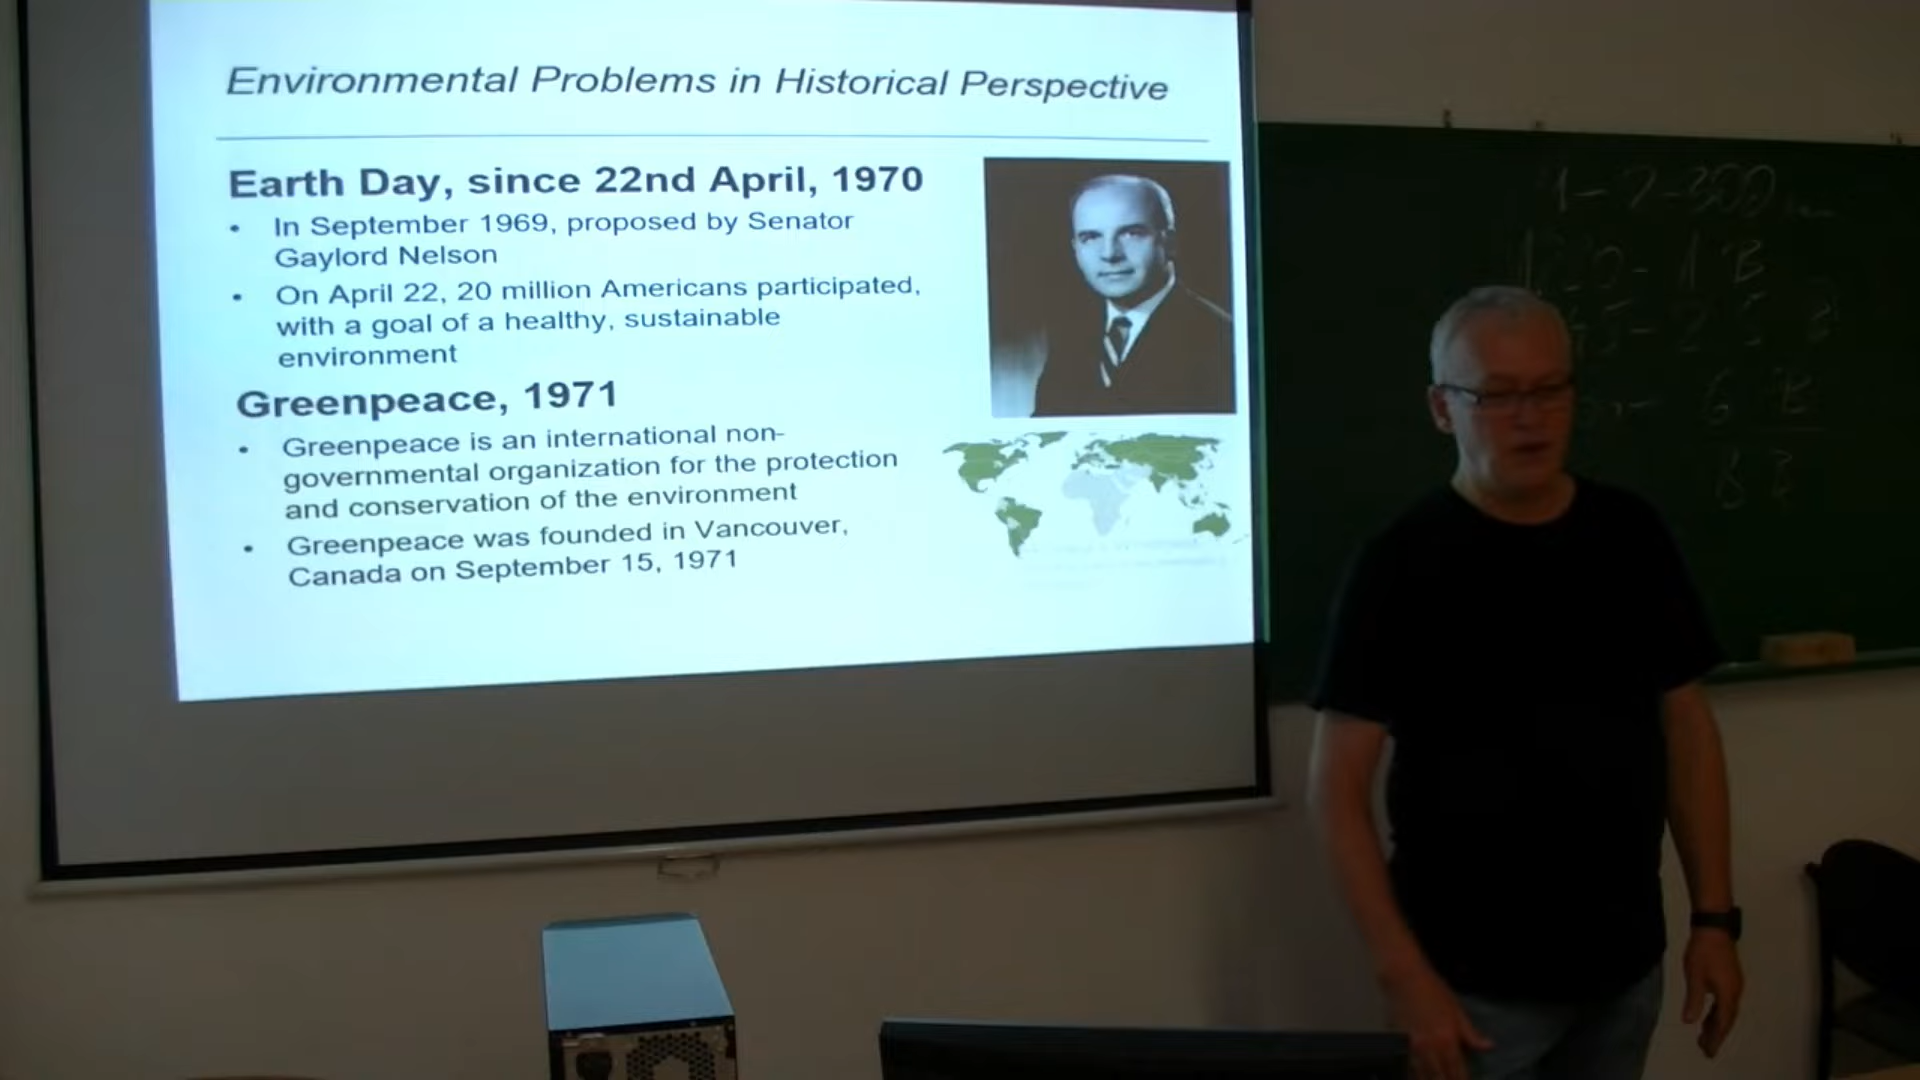 Environmental Problems in Historical Perspective
Earth Day, since 22nd April, 1970
• In September 1969, proposed by Senator
Gaylord Nelson
• On April 22, 20 million Americans participated,
with a goal of a healthy, sustainable
environment
Greenpeace, 1971
• Greenpeace is an international non-
governmental organization for the protection
and conservation of the environment
• Greenpeace was founded in Vancouver,
Canada on September 15, 1971
6 B